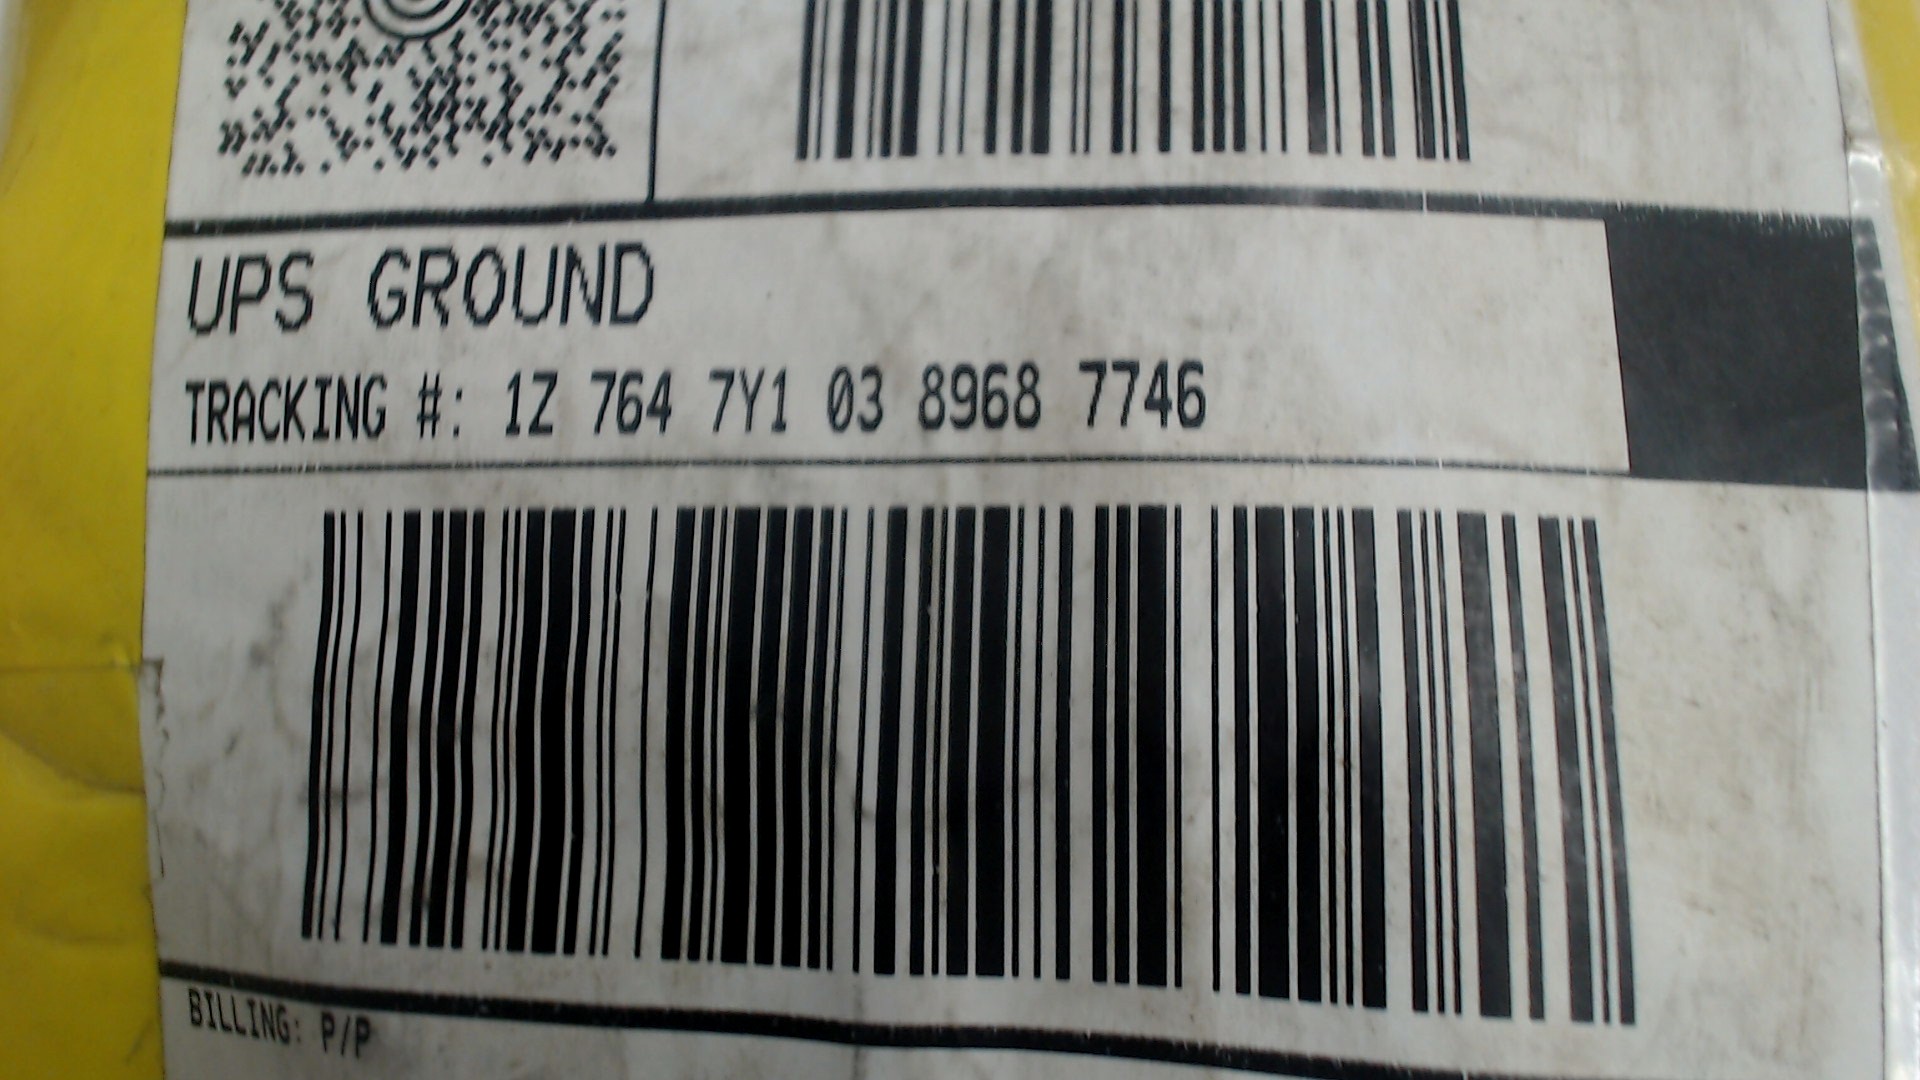 UPS GROUND
TRACKING #: 1Z 764 7Y1 03 8968 7746
BILLING: P/P